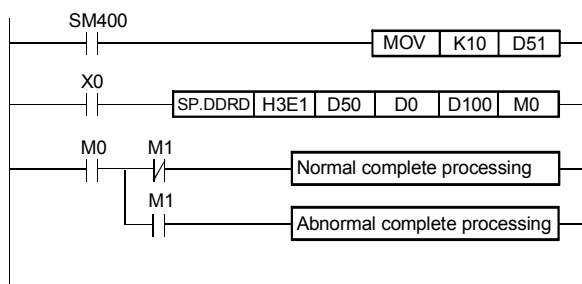 SM400
MOV K10 D51
X0
SP.DDRD H3E1 D50 D0 D100 M0
M0 M1
Normal complete processing
M1
Abnormal complete processing